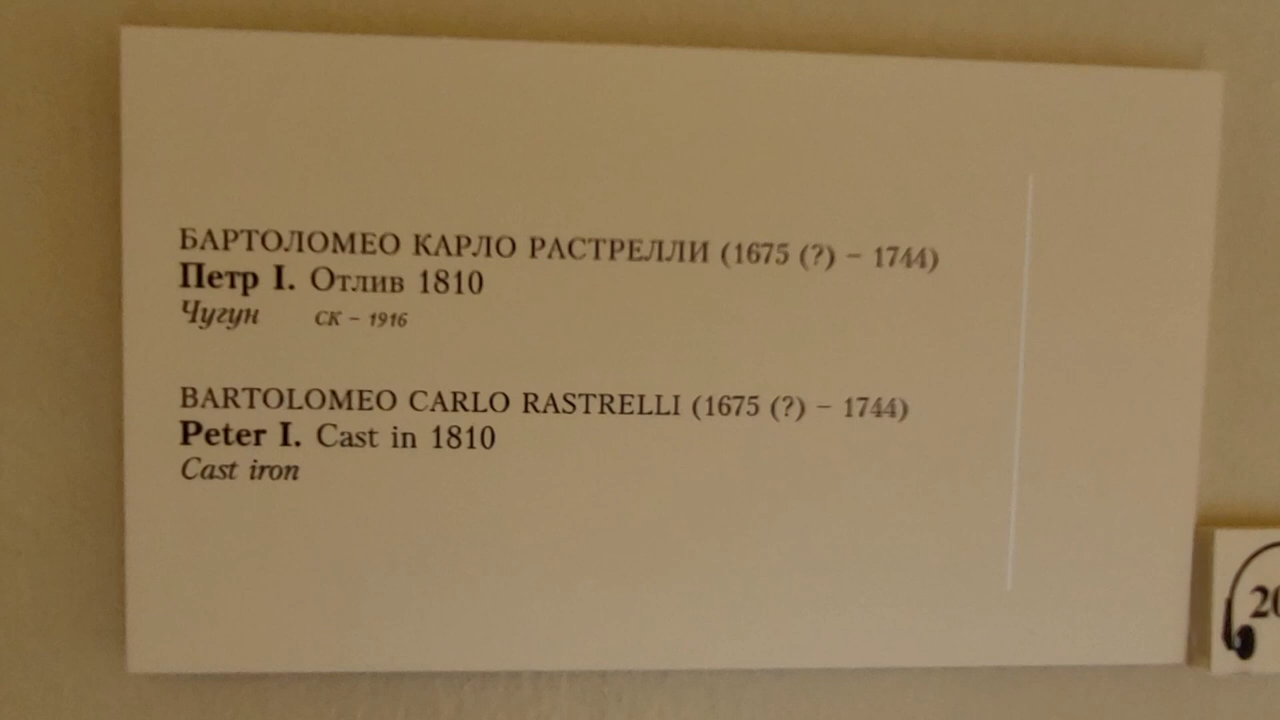 БАРТОЛОМЕО КАРЛО РАСТРЕЛЛИ (1675 (?) – 1744)
Петр I. Отлив 1810
Чугун СК – 1916
BARTOLOMEO CARLO RASTRELLI (1675 (?) – 1744)
Peter I. Cast in 1810
Cast iron